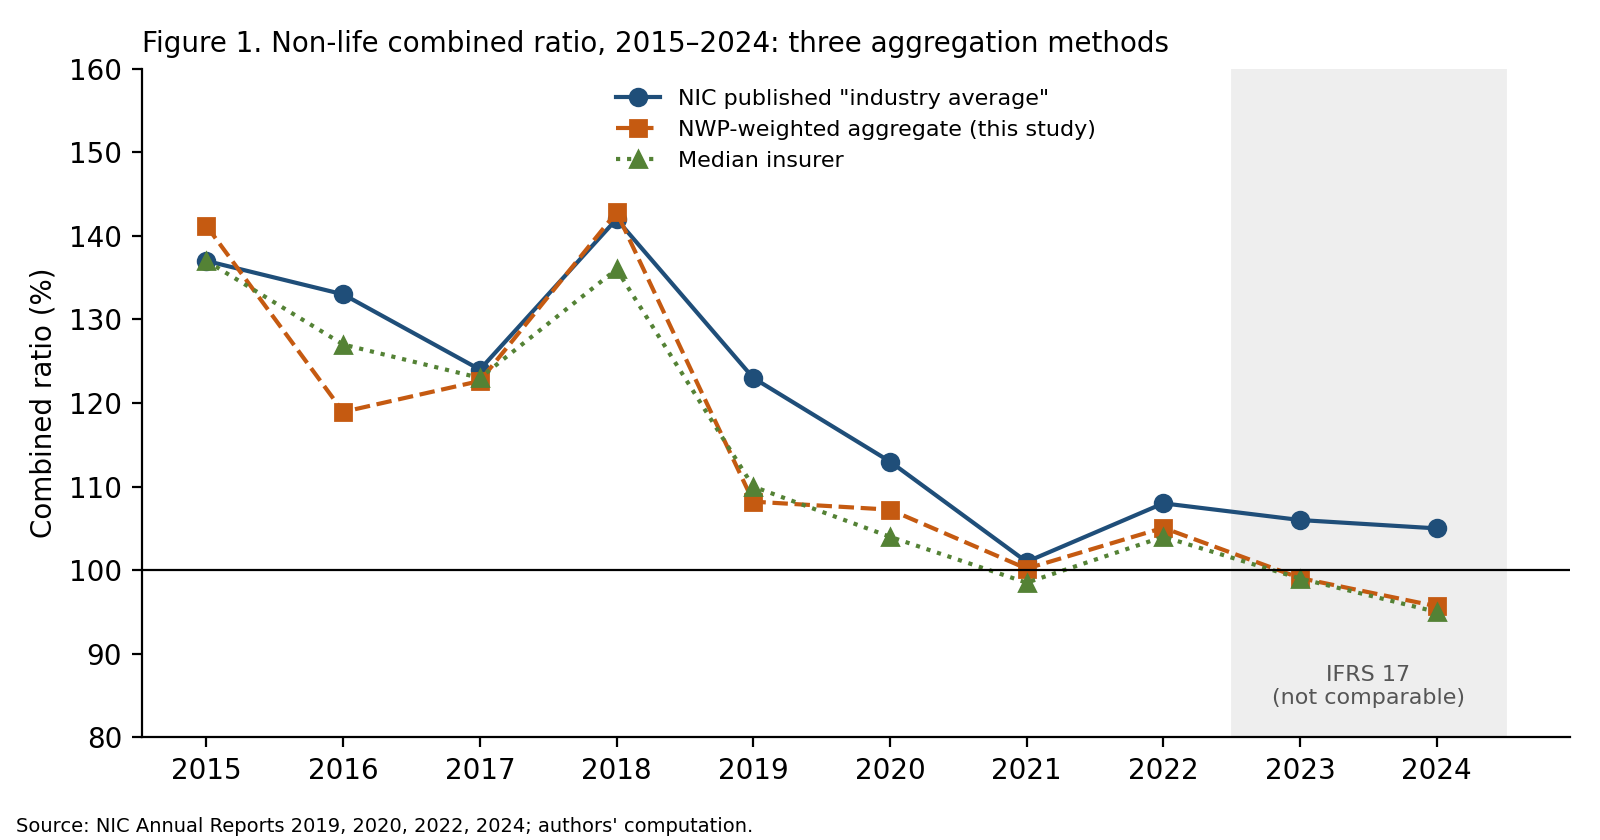 Figure 1. Non-life combined ratio, 2015–2024: three aggregation methods
NIC published "industry average"
NWP-weighted aggregate (this study)
Median insurer
Combined ratio (%)
160
150
140
130
120
110
100
90
80
IFRS 17
(not comparable)
2015 2016 2017 2018 2019 2020 2021 2022 2023 2024
Source: NIC Annual Reports 2019, 2020, 2022, 2024; authors' computation.